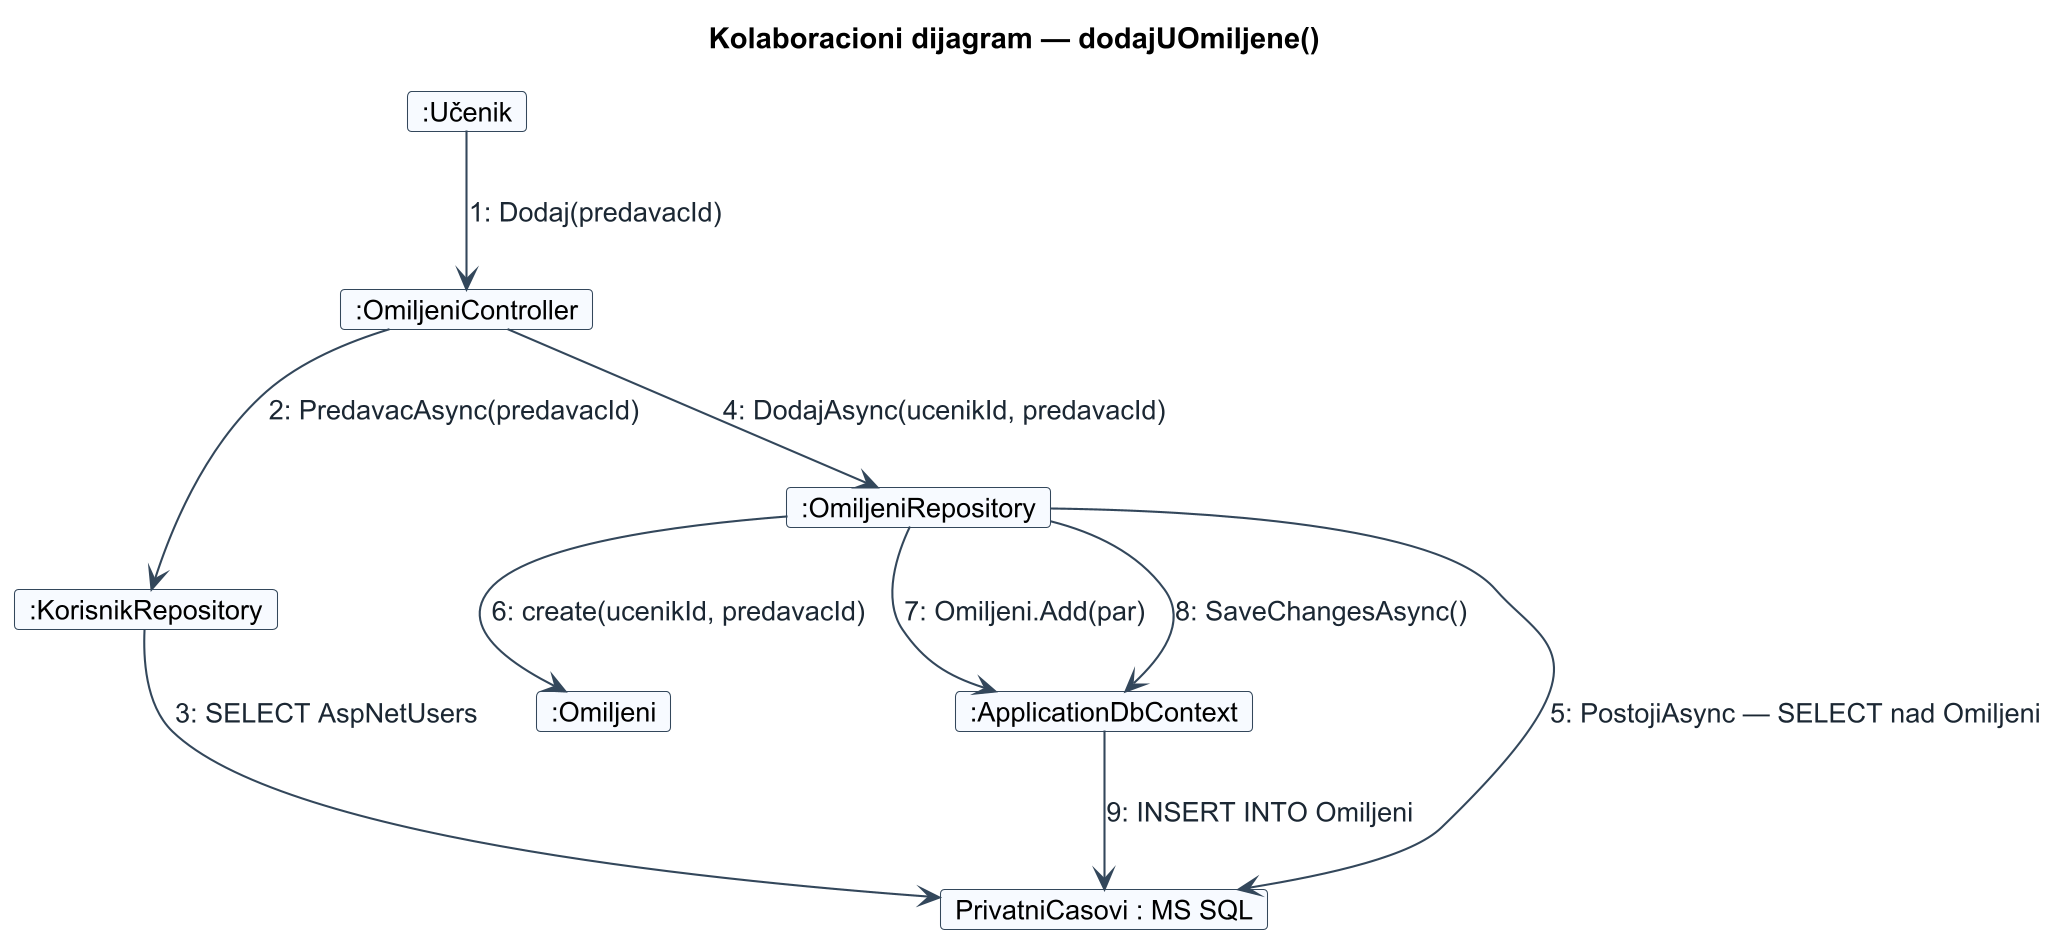 Kolaboracioni dijagram — dodajUOmiljene()
:Učenik
1: Dodaj(predavacId)
:OmiljeniController
2: PredavacAsync(predavacId)
4: DodajAsync(ucenikId, predavacId)
:OmiljeniRepository
:KorisnikRepository
6: create(ucenikId, predavacId)
7: Omiljeni.Add(par)
8: SaveChangesAsync()
3: SELECT AspNetUsers
:Omiljeni
:ApplicationDbContext
5: PostojiAsync — SELECT nad Omiljeni
9: INSERT INTO Omiljeni
PrivatniCasovi : MS SQL